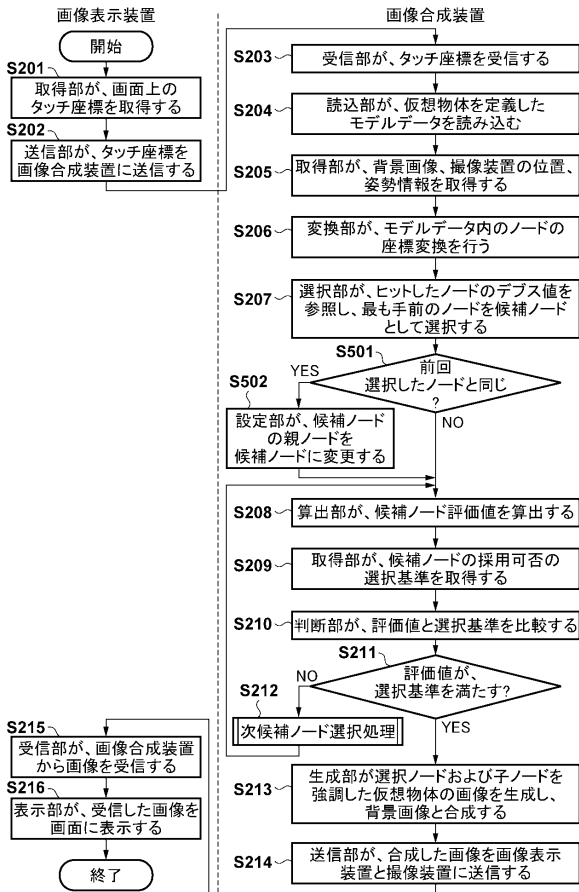 画像表示装置
開始
S201
取得部が、画面上の
タッチ座標を取得する
S202
送信部が、タッチ座標を
画像合成装置に送信する
画像合成装置
S203
受信部が、タッチ座標を受信する
S204
読込部が、仮想物体を定義した
モデルデータを読み込む
S205
取得部が、背景画像、撮像装置の位置、
姿勢情報を取得する
S206
変換部が、モデルデータ内のノードの
座標変換を行う
S207
選択部が、ヒットしたノードのデプス値を
参照し、最も手前のノードを候補ノード
として選択する
S501
前回
選択したノードと同じ
?
YES
NO
S502
設定部が、候補ノード
の親ノードを
候補ノードに変更する
S208
算出部が、候補ノード評価値を算出する
S209
取得部が、候補ノードの採用可否の
選択基準を取得する
S210
判断部が、評価値と選択基準を比較する
S211
評価値が、
選択基準を満たす?
NO
YES
S212
次候補ノード選択処理
S213
生成部が選択ノードおよび子ノードを
強調した仮想物体の画像を生成し、
背景画像と合成する
S214
送信部が、合成した画像を画像表示
装置と撮像装置に送信する
S215
受信部が、画像合成装置
から画像を受信する
S216
表示部が、受信した画像を
画面に表示する
終了